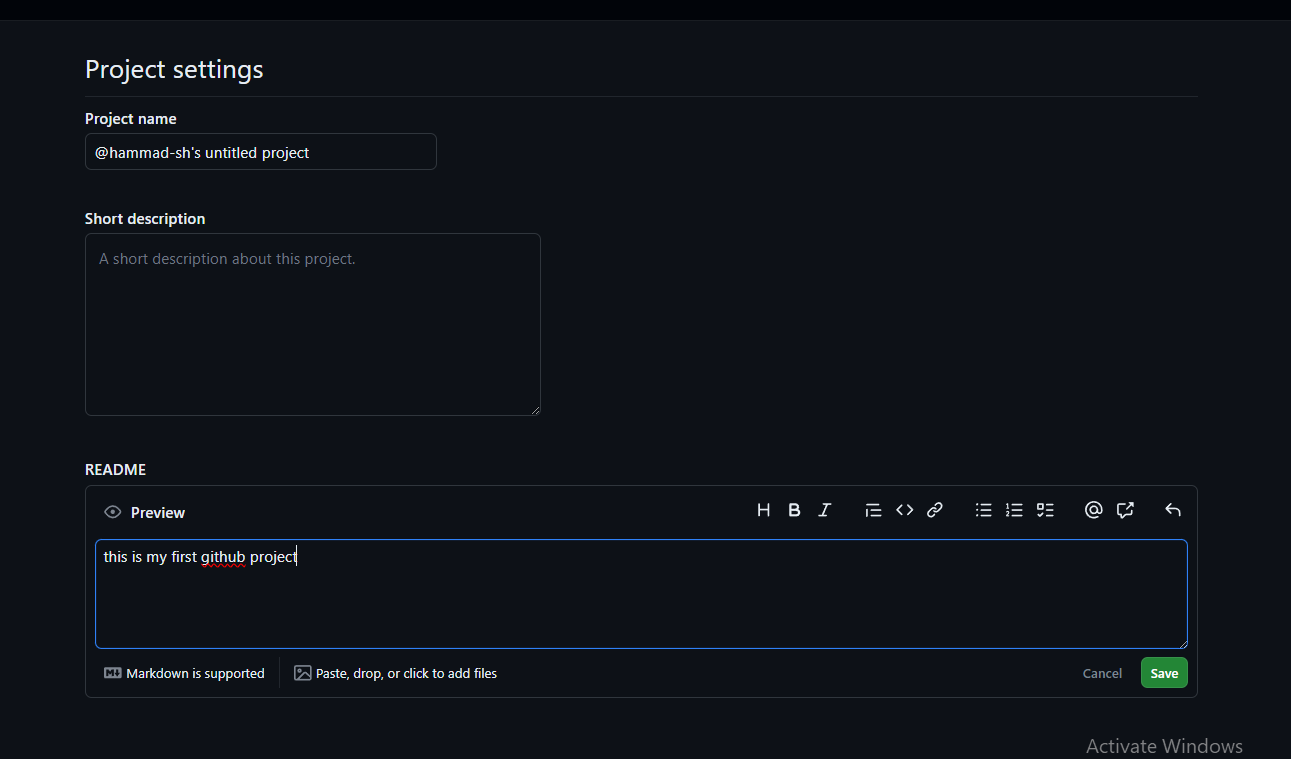 Project settings
Project name
@hammad-sh's untitled project
Short description
A short description about this project.
README
Preview
this is my first github project
Markdown is supported
Paste, drop, or click to add files
Cancel
Save
Activate Windows